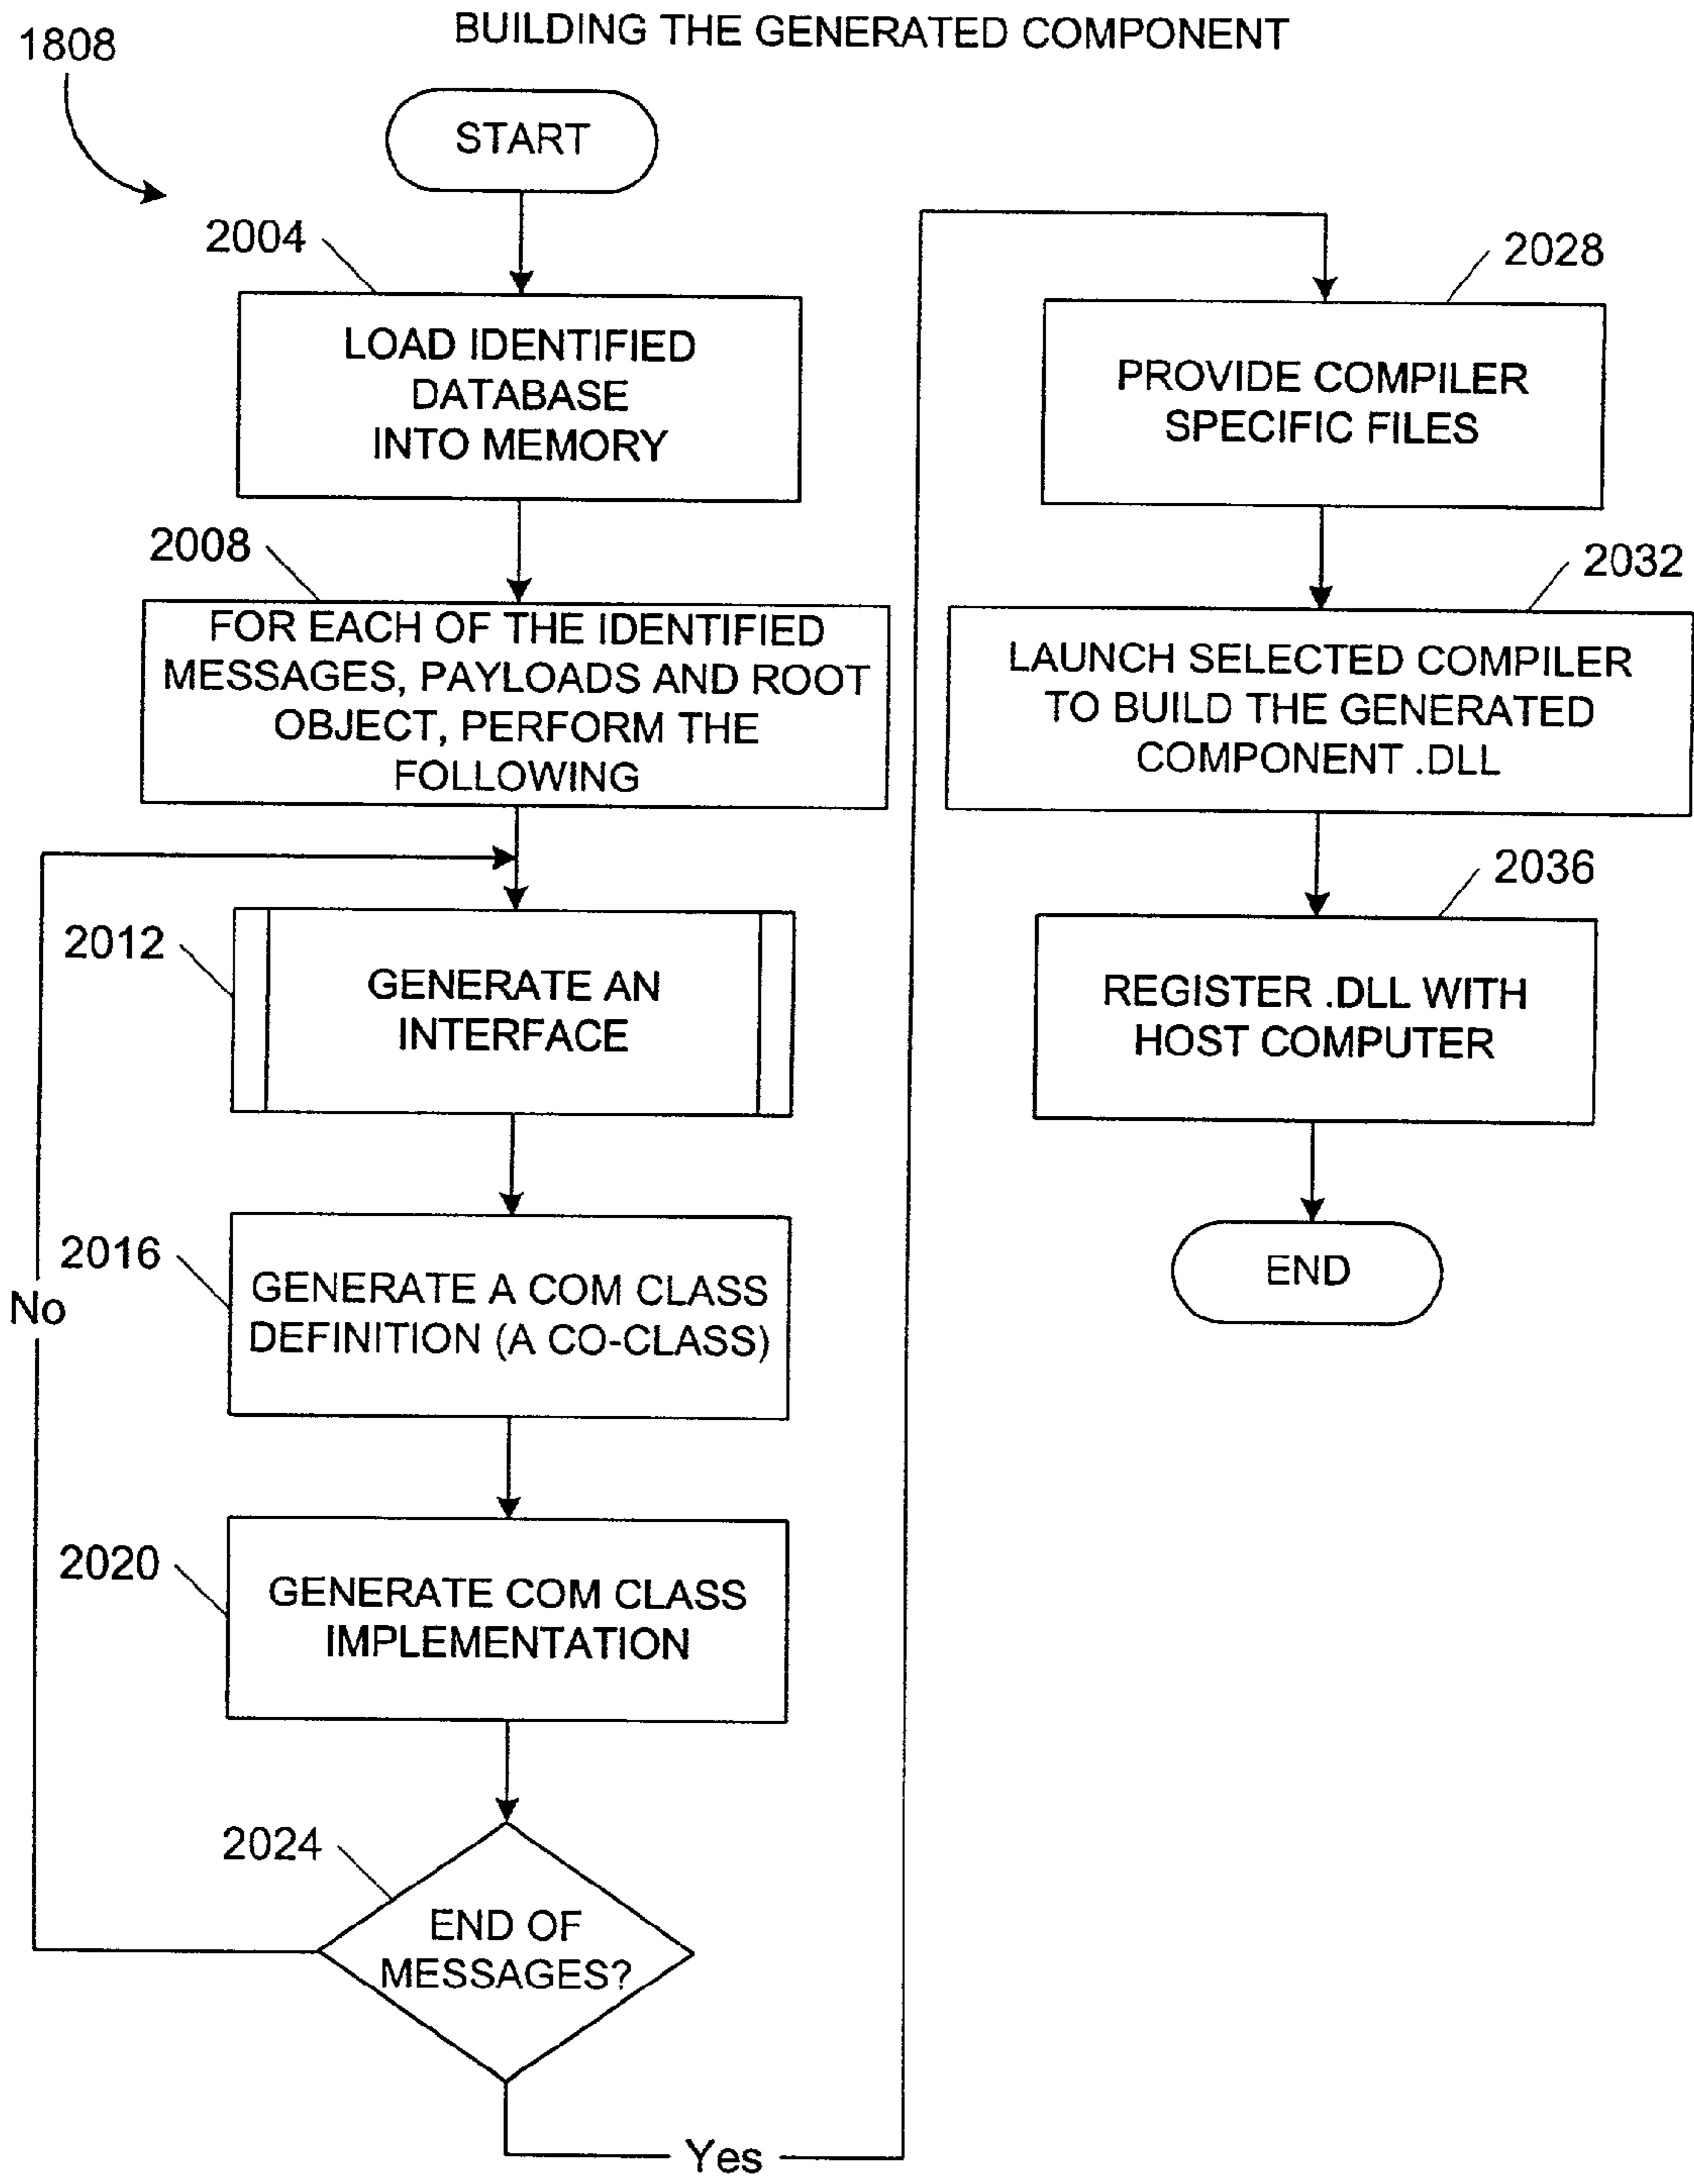 BUILDING THE GENERATED COMPONENT
1808
START
2004
LOAD IDENTIFIED
DATABASE
INTO MEMORY
2008
FOR EACH OF THE IDENTIFIED
MESSAGES, PAYLOADS AND ROOT
OBJECT, PERFORM THE
FOLLOWING
2012
GENERATE AN
INTERFACE
2016
GENERATE A COM CLASS
DEFINITION (A CO-CLASS)
No
2020
GENERATE COM CLASS
IMPLEMENTATION
2024
END OF
MESSAGES?
Yes
2028
PROVIDE COMPILER
SPECIFIC FILES
2032
LAUNCH SELECTED COMPILER
TO BUILD THE GENERATED
COMPONENT .DLL
2036
REGISTER .DLL WITH
HOST COMPUTER
END